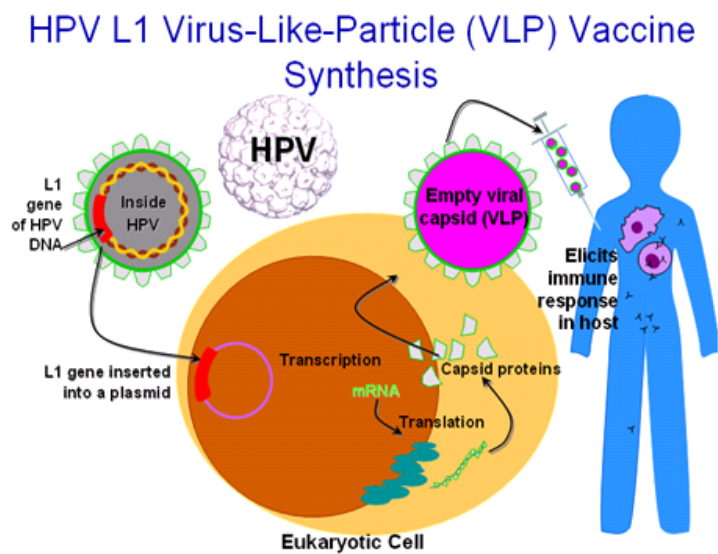 HPV L1 Virus-Like-Particle (VLP) Vaccine
Synthesis
HPV
L1
gene
of HPV
DNA
Inside
HPV
Empty viral
capsid (VLP)
Elicits
immune
response
in host
L1 gene inserted
into a plasmid
Transcription
mRNA
Translation
Capsid proteins
Eukaryotic Cell